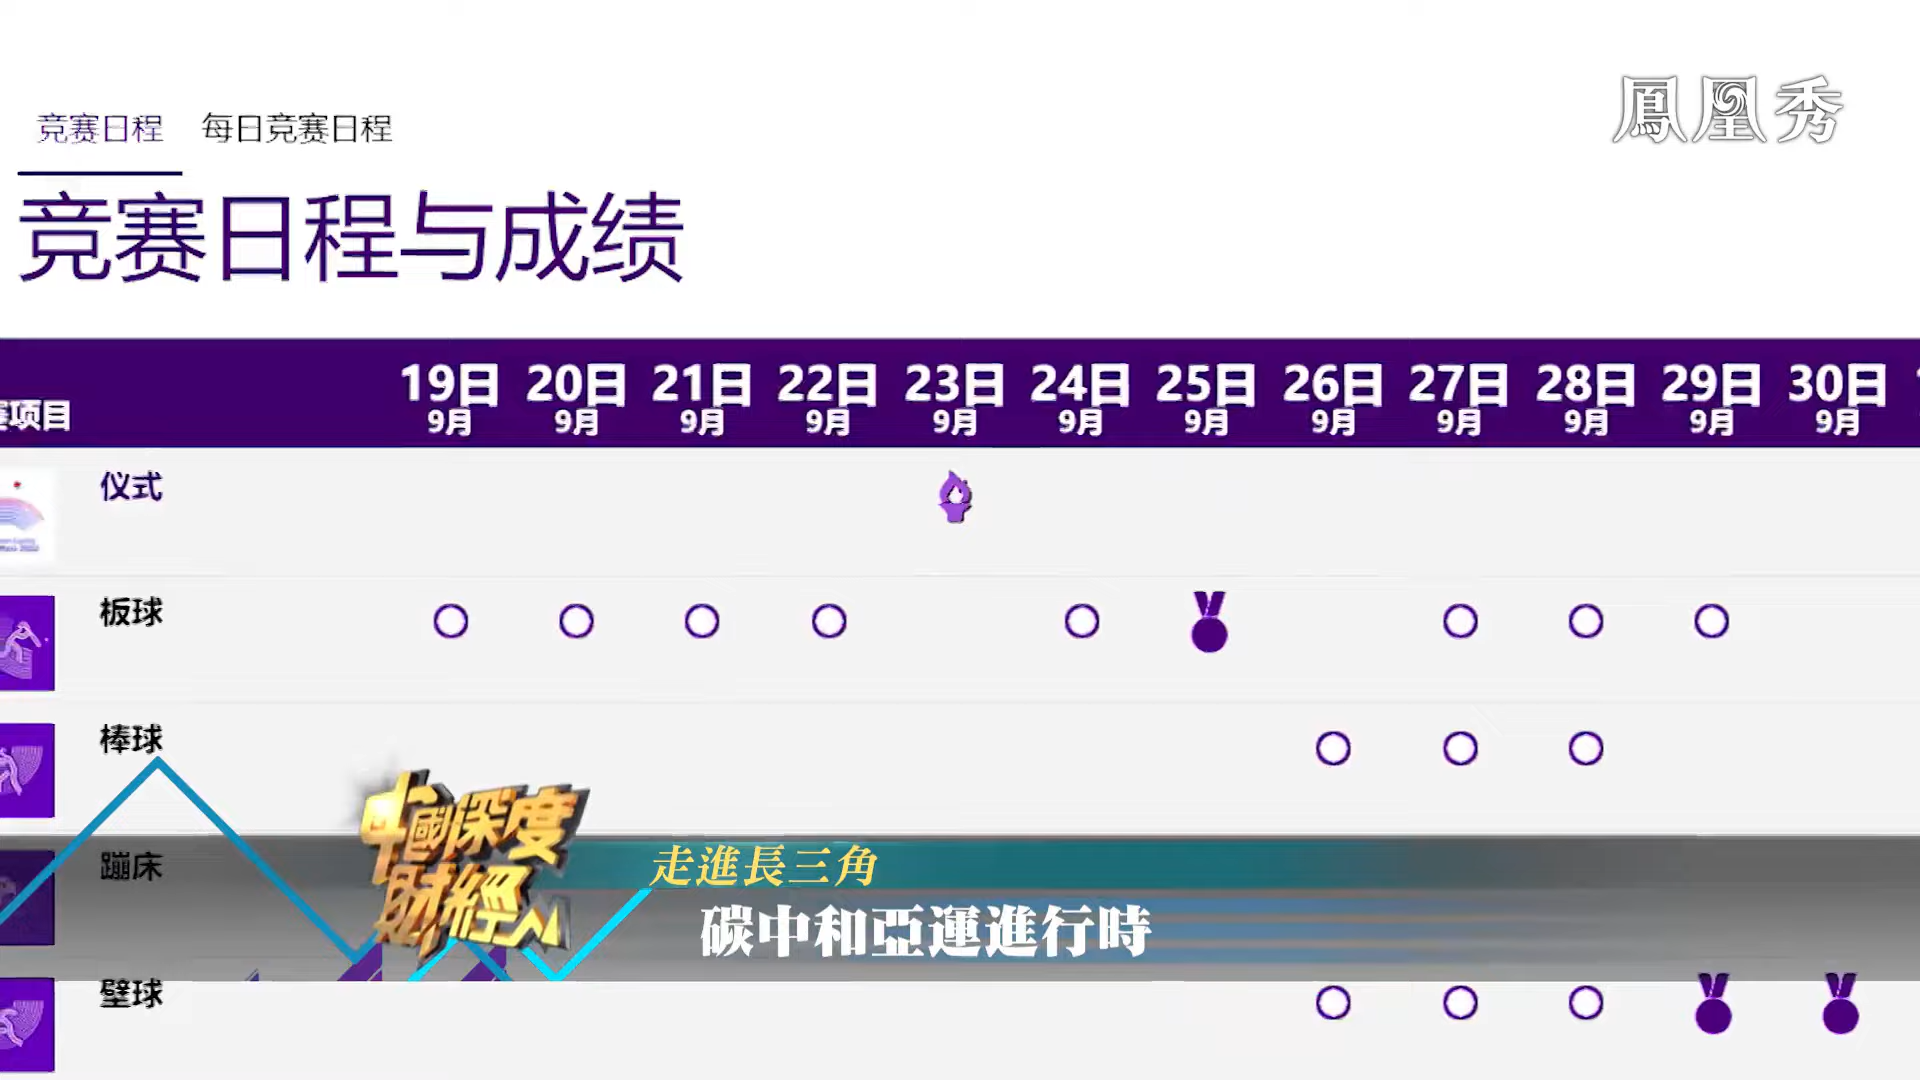 鳳凰秀
竞赛日程 每日竞赛日程
竞赛日程与成绩
19日 20日 21日 22日 23日 24日 25日 26日 27日 28日 29日 30日
9月 9月 9月 9月 9月 9月 9月 9月 9月 9月 9月 9月
赛项目
仪式
板球
棒球
蹦床
壁球
中國深度
財經
走進長三角
碳中和亞運進行時